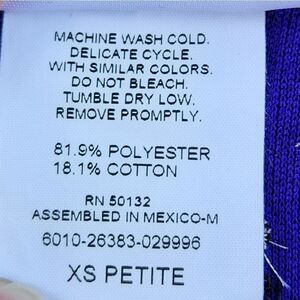 MACHINE WASH COLD.
DELICATE CYCLE.
WITH SIMILAR COLORS.
DO NOT BLEACH.
TUMBLE DRY LOW.
REMOVE PROMPTLY.
81.9% POLYESTER
18.1% COTTON
RN 50132
ASSEMBLED IN MEXICO-M
6010-26383-029996
XS PETITE